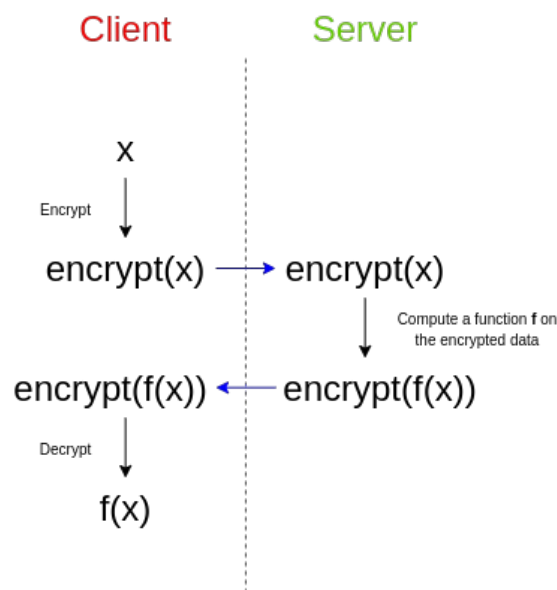 Client Server
x
Encrypt
encrypt(x) encrypt(x)
Compute a function f on
the encrypted data
encrypt(f(x)) encrypt(f(x))
Decrypt
f(x)